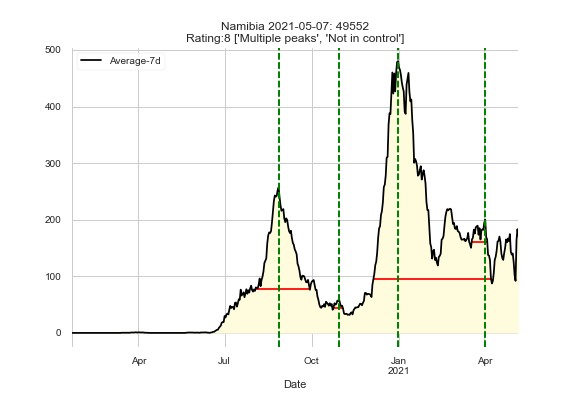 Namibia 2021-05-07: 49552
Rating:8 ['Multiple peaks', 'Not in control']
Average-7d
500
400
300
200
100
0
Apr
Jul
Oct
Jan
2021
Apr
Date